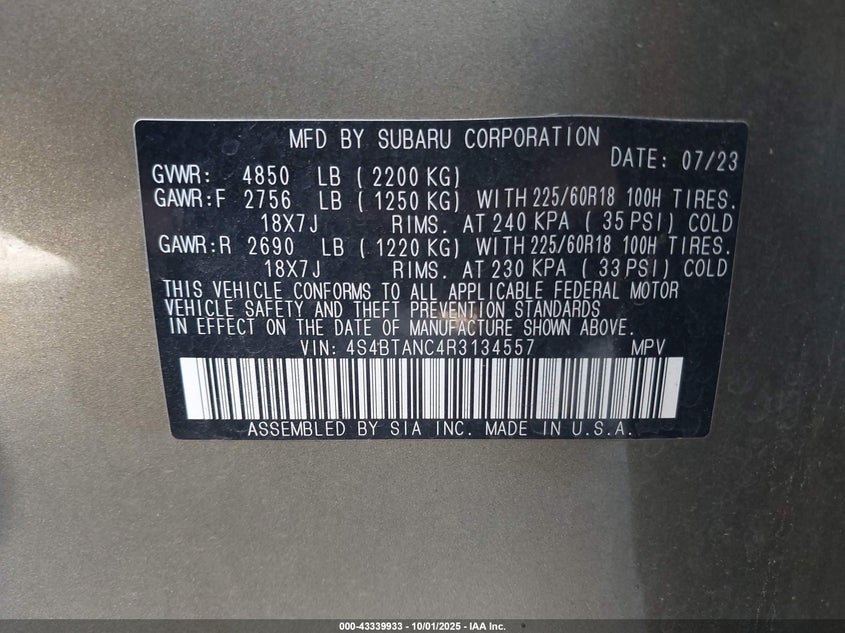 MFD BY SUBARU CORPORATION
DATE: 07/23
GVWR: 4850 LB ( 2200 KG)
GAWR:F 2756 LB ( 1250 KG) WITH 225/60R18 100H TIRES.
18X7J RIMS. AT 240 KPA ( 35 PSI) COLD
GAWR:R 2690 LB ( 1220 KG) WITH 225/60R18 100H TIRES.
18X7J RIMS. AT 230 KPA ( 33 PSI) COLD
THIS VEHICLE CONFORMS TO ALL APPLICABLE FEDERAL MOTOR
VEHICLE SAFETY AND THEFT PREVENTION STANDARDS
IN EFFECT ON THE DATE OF MANUFACTURE SHOWN ABOVE.
VIN: 4S4BTANC4R3134557 MPV
ASSEMBLED BY SIA INC. MADE IN U.S.A.
000-43339933 - 10/01/2025 - IAA Inc.